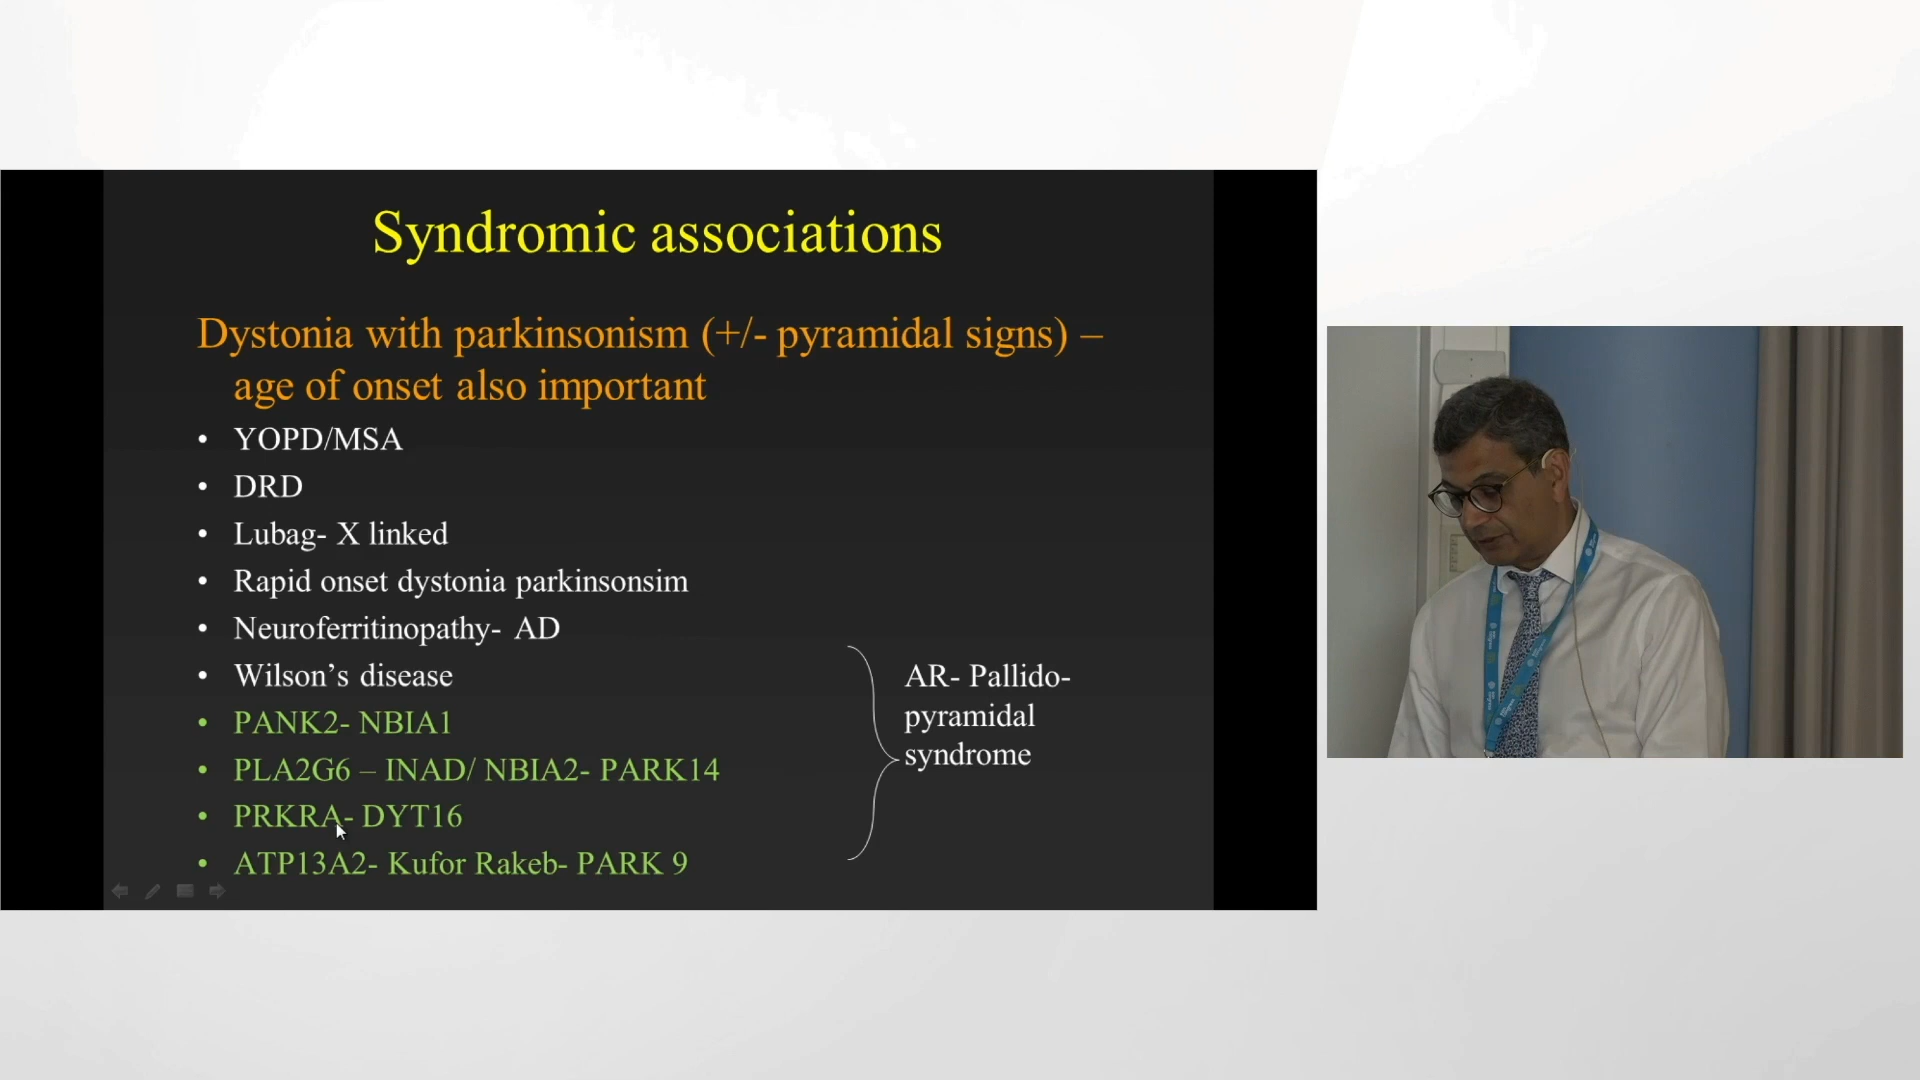 Syndromic associations
Dystonia with parkinsonism (+/- pyramidal signs) –
age of onset also important
• YOPD/MSA
• DRD
• Lubag- X linked
• Rapid onset dystonia parkinsonsim
• Neuroferritinopathy- AD
• Wilson’s disease
• PANK2- NBIA1
• PLA2G6 – INAD/ NBIA2- PARK14
• PRKRA- DYT16
• ATP13A2- Kufor Rakeb- PARK 9
AR- Pallido-
pyramidal
syndrome